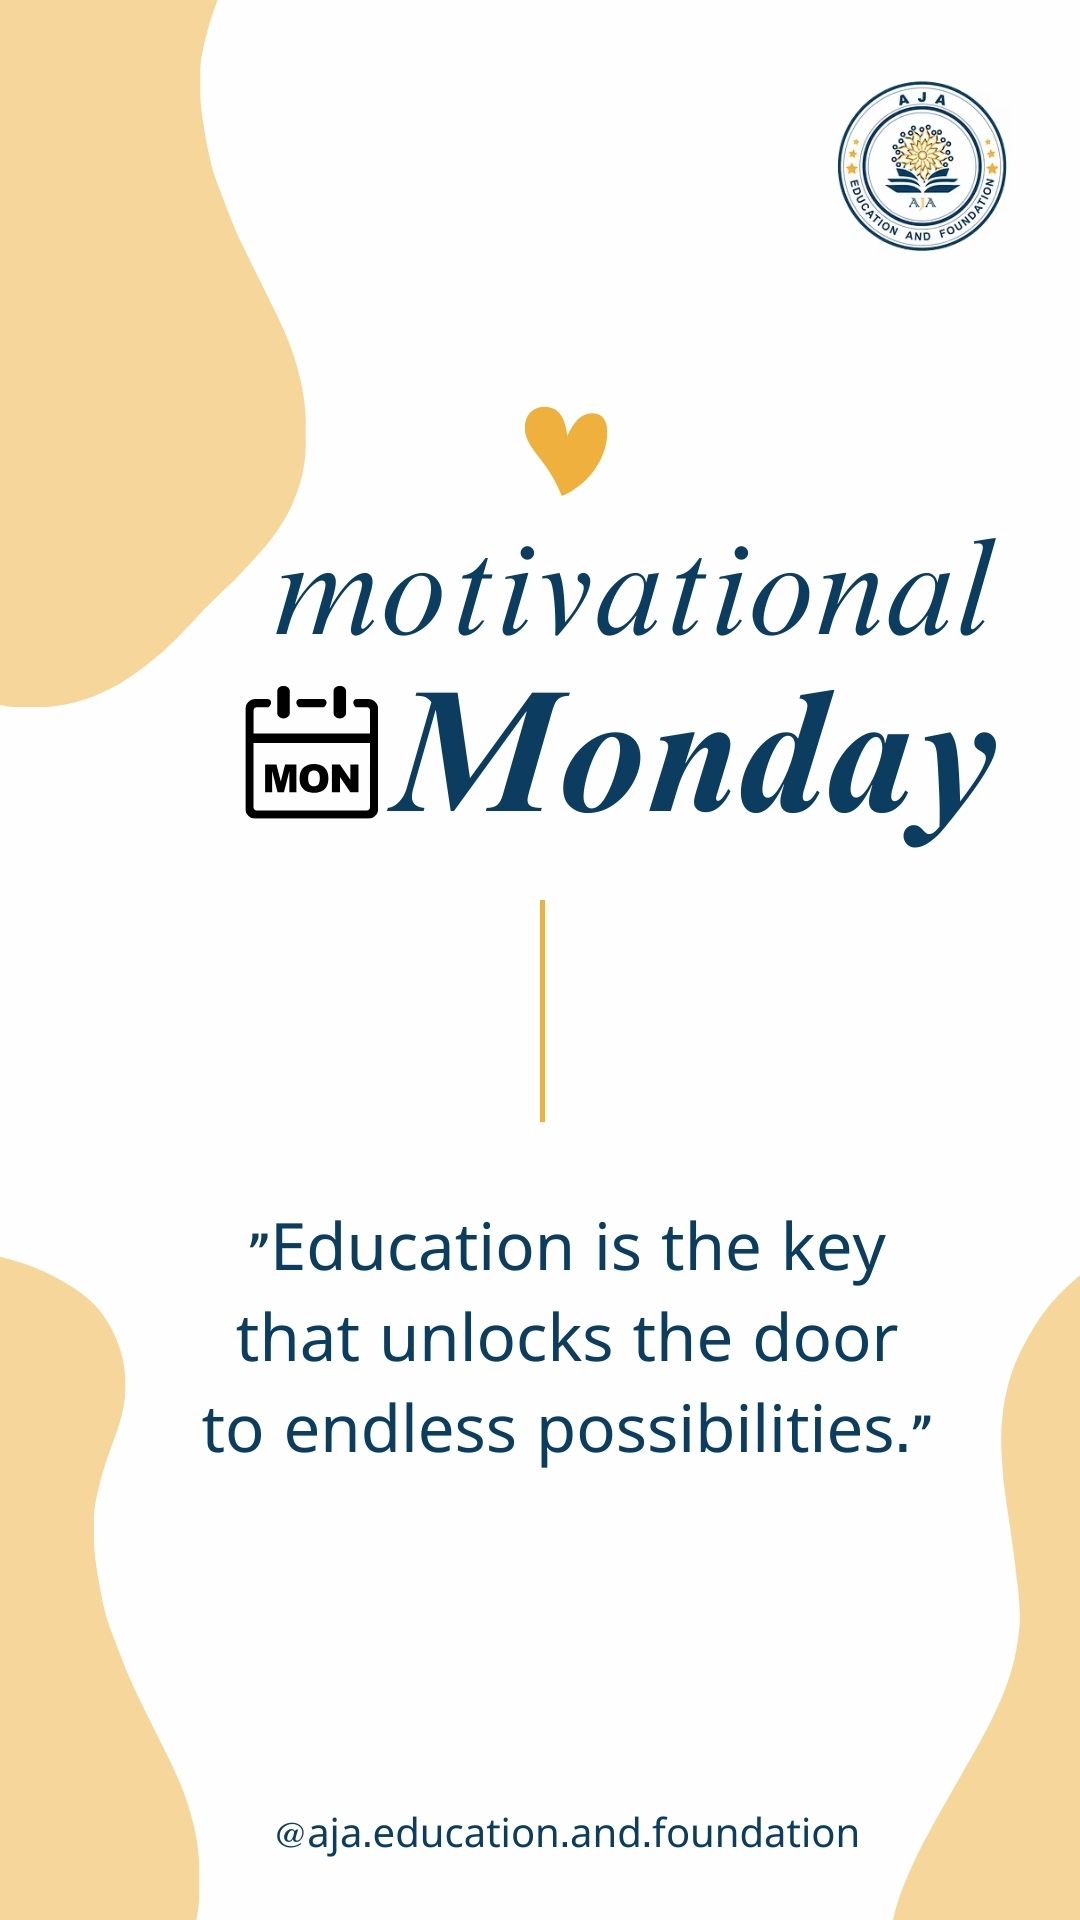 AJA
EDUCATION AND FOUNDATION
AJA
motivational
MON
Monday
”Education is the key
that unlocks the door
to endless possibilities.”
@aja.education.and.foundation